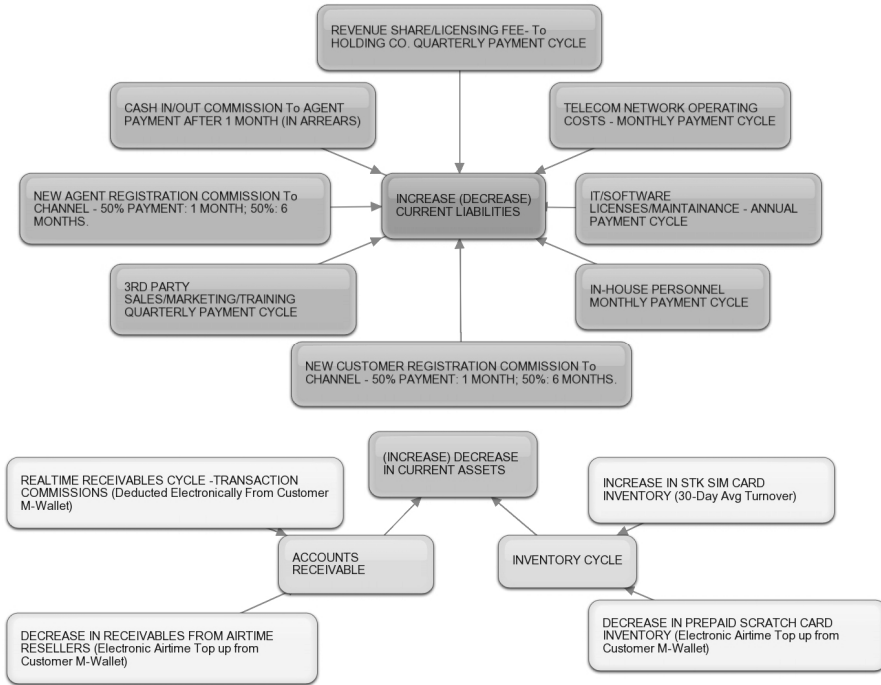 REVENUE SHARE/LICENSING FEE- To
HOLDING CO. QUARTERLY PAYMENT CYCLE
CASH IN/OUT COMMISSION To AGENT
PAYMENT AFTER 1 MONTH (IN ARREARS)
TELECOM NETWORK OPERATING
COSTS - MONTHLY PAYMENT CYCLE
NEW AGENT REGISTRATION COMMISSION To
CHANNEL - 50% PAYMENT: 1 MONTH; 50%: 6
MONTHS.
INCREASE (DECREASE)
CURRENT LIABILITIES
IT/SOFTWARE
LICENSES/MAINTAINANCE - ANNUAL
PAYMENT CYCLE
3RD PARTY
SALES/MARKETING/TRAINING
QUARTERLY PAYMENT CYCLE
IN-HOUSE PERSONNEL
MONTHLY PAYMENT CYCLE
NEW CUSTOMER REGISTRATION COMMISSION To
CHANNEL - 50% PAYMENT: 1 MONTH; 50%: 6 MONTHS.
(INCREASE) DECREASE
IN CURRENT ASSETS
REALTIME RECEIVABLES CYCLE -TRANSACTION
COMMISSIONS (Deducted Electronically From Customer
M-Wallet)
INCREASE IN STK SIM CARD
INVENTORY (30-Day Avg Turnover)
ACCOUNTS
RECEIVABLE
INVENTORY CYCLE
DECREASE IN RECEIVABLES FROM AIRTIME
RESELLERS (Electronic Airtime Top up from
Customer M-Wallet)
DECREASE IN PREPAID SCRATCH CARD
INVENTORY (Electronic Airtime Top up from
Customer M-Wallet)